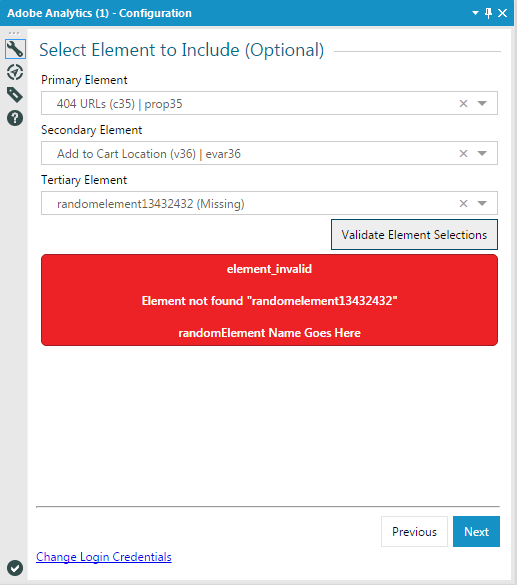 Adobe Analytics (1) - Configuration
Select Element to Include (Optional)
Primary Element
404 URLs (c35) | prop35
Secondary Element
Add to Cart Location (v36) | evar36
Tertiary Element
randomelement13432432 (Missing)
Validate Element Selections
element_invalid
Element not found "randomelement13432432"
randomElement Name Goes Here
Previous
Next
Change Login Credentials